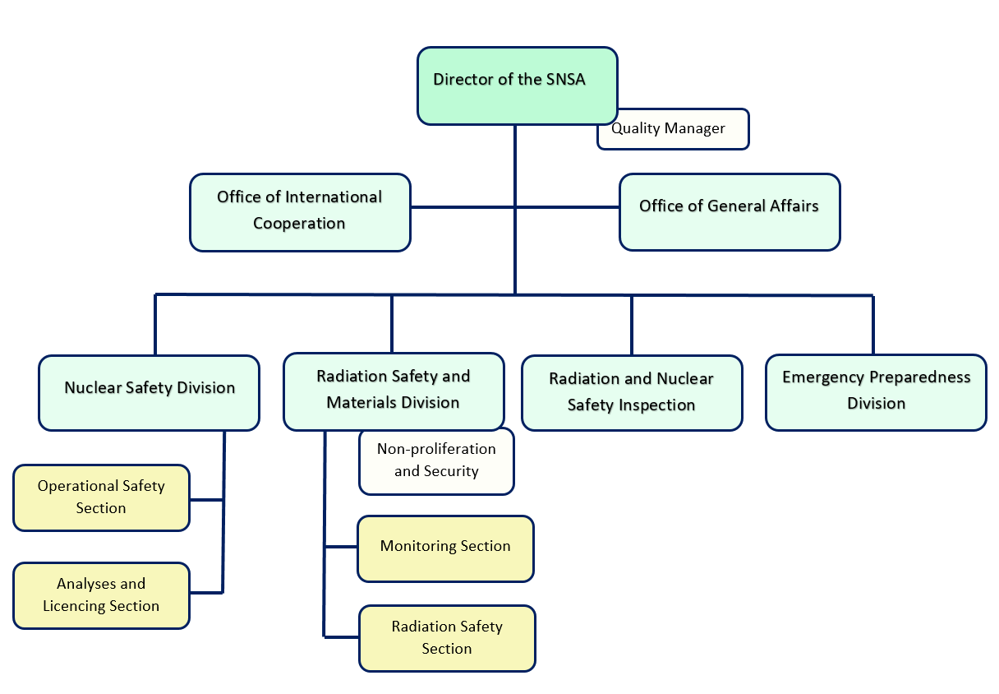 Director of the SNSA
Quality Manager
Office of International
Cooperation
Office of General Affairs
Nuclear Safety Division
Radiation Safety and
Materials Division
Radiation and Nuclear
Safety Inspection
Emergency Preparedness
Division
Operational Safety
Section
Analyses and
Licencing Section
Non-proliferation
and Security
Monitoring Section
Radiation Safety
Section